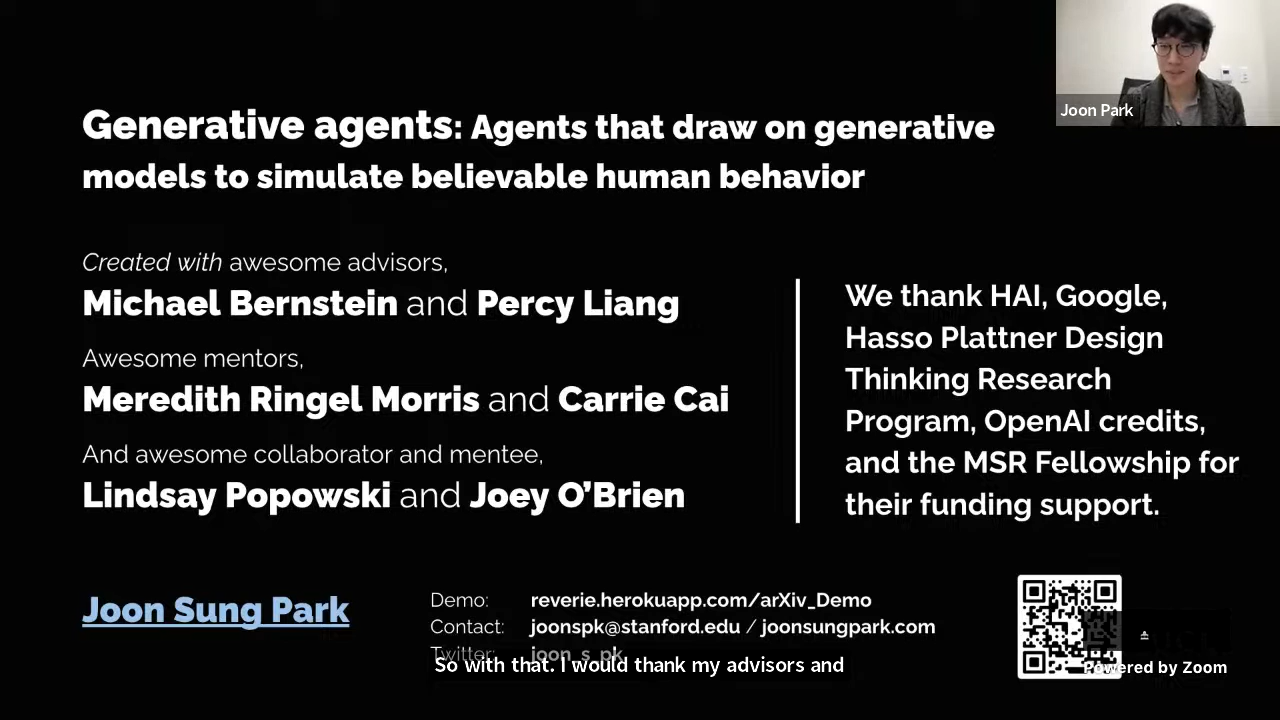 Generative agents: Agents that draw on generative
models to simulate believable human behavior
Joon Park
Created with awesome advisors,
Michael Bernstein and Percy Liang
Awesome mentors,
Meredith Ringel Morris and Carrie Cai
And awesome collaborator and mentee,
Lindsay Popowski and Joey O'Brien
We thank HAI, Google,
Hasso Plattner Design
Thinking Research
Program, OpenAI credits,
and the MSR Fellowship for
their funding support.
Joon Sung Park
Demo: reverie.herokuapp.com/arXiv_Demo
Contact: joonspk@stanford.edu / joonsungpark.com
Twitter: joon_s_pk
So with that. I would thank my advisors and
Powered by Zoom